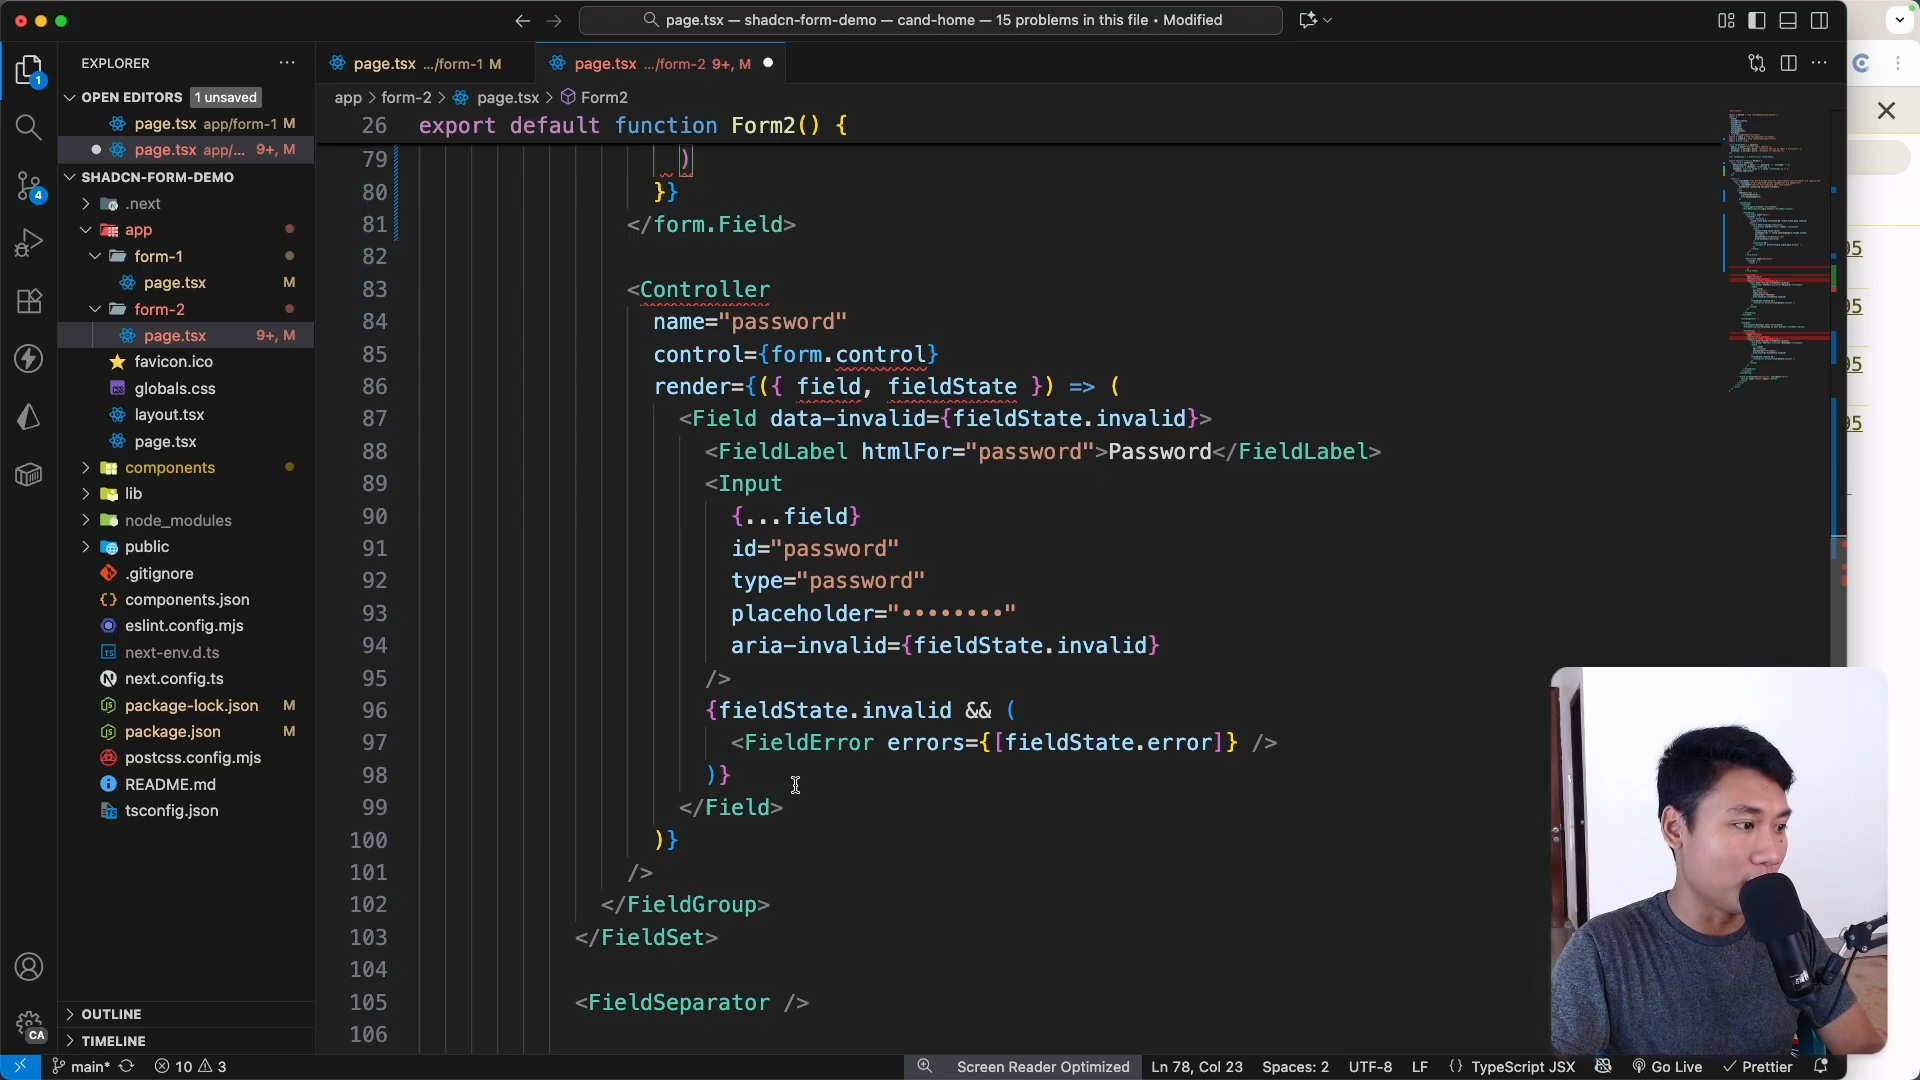 page.tsx — shadcn-form-demo — cand-home — 15 problems in this file • Modified
EXPLORER
page.tsx .../form-1 M
page.tsx .../form-2 9+, M
OPEN EDITORS 1 unsaved
page.tsx app/form-1 M
page.tsx app/... 9+, M
SHADCN-FORM-DEMO
.next
app
form-1
page.tsx M
form-2
page.tsx 9+, M
favicon.ico
globals.css
layout.tsx
page.tsx
components
lib
node_modules
public
.gitignore
components.json
eslint.config.mjs
next-env.d.ts
next.config.ts
package-lock.json M
package.json M
postcss.config.mjs
README.md
tsconfig.json
OUTLINE
TIMELINE
1
4
CA
app > form-2 > page.tsx > Form2
26 export default function Form2() {
79 )
80 }}
81 </form.Field>
82
83 <Controller
84 name="password"
85 control={form.control}
86 render={({ field, fieldState }) => (
87 <Field data-invalid={fieldState.invalid}>
88 <FieldLabel htmlFor="password">Password</FieldLabel>
89 <Input
90 {...field}
91 id="password"
92 type="password"
93 placeholder="••••••••"
94 aria-invalid={fieldState.invalid}
95 />
96 {fieldState.invalid && (
97 <FieldError errors={[fieldState.error]} />
98 )}
99 </Field>
100 )}
101 />
102 </FieldGroup>
103 </FieldSet>
104
105 <FieldSeparator />
106
main* 10 3
Screen Reader Optimized Ln 78, Col 23 Spaces: 2 UTF-8 LF {} TypeScript JSX Go Live Prettier